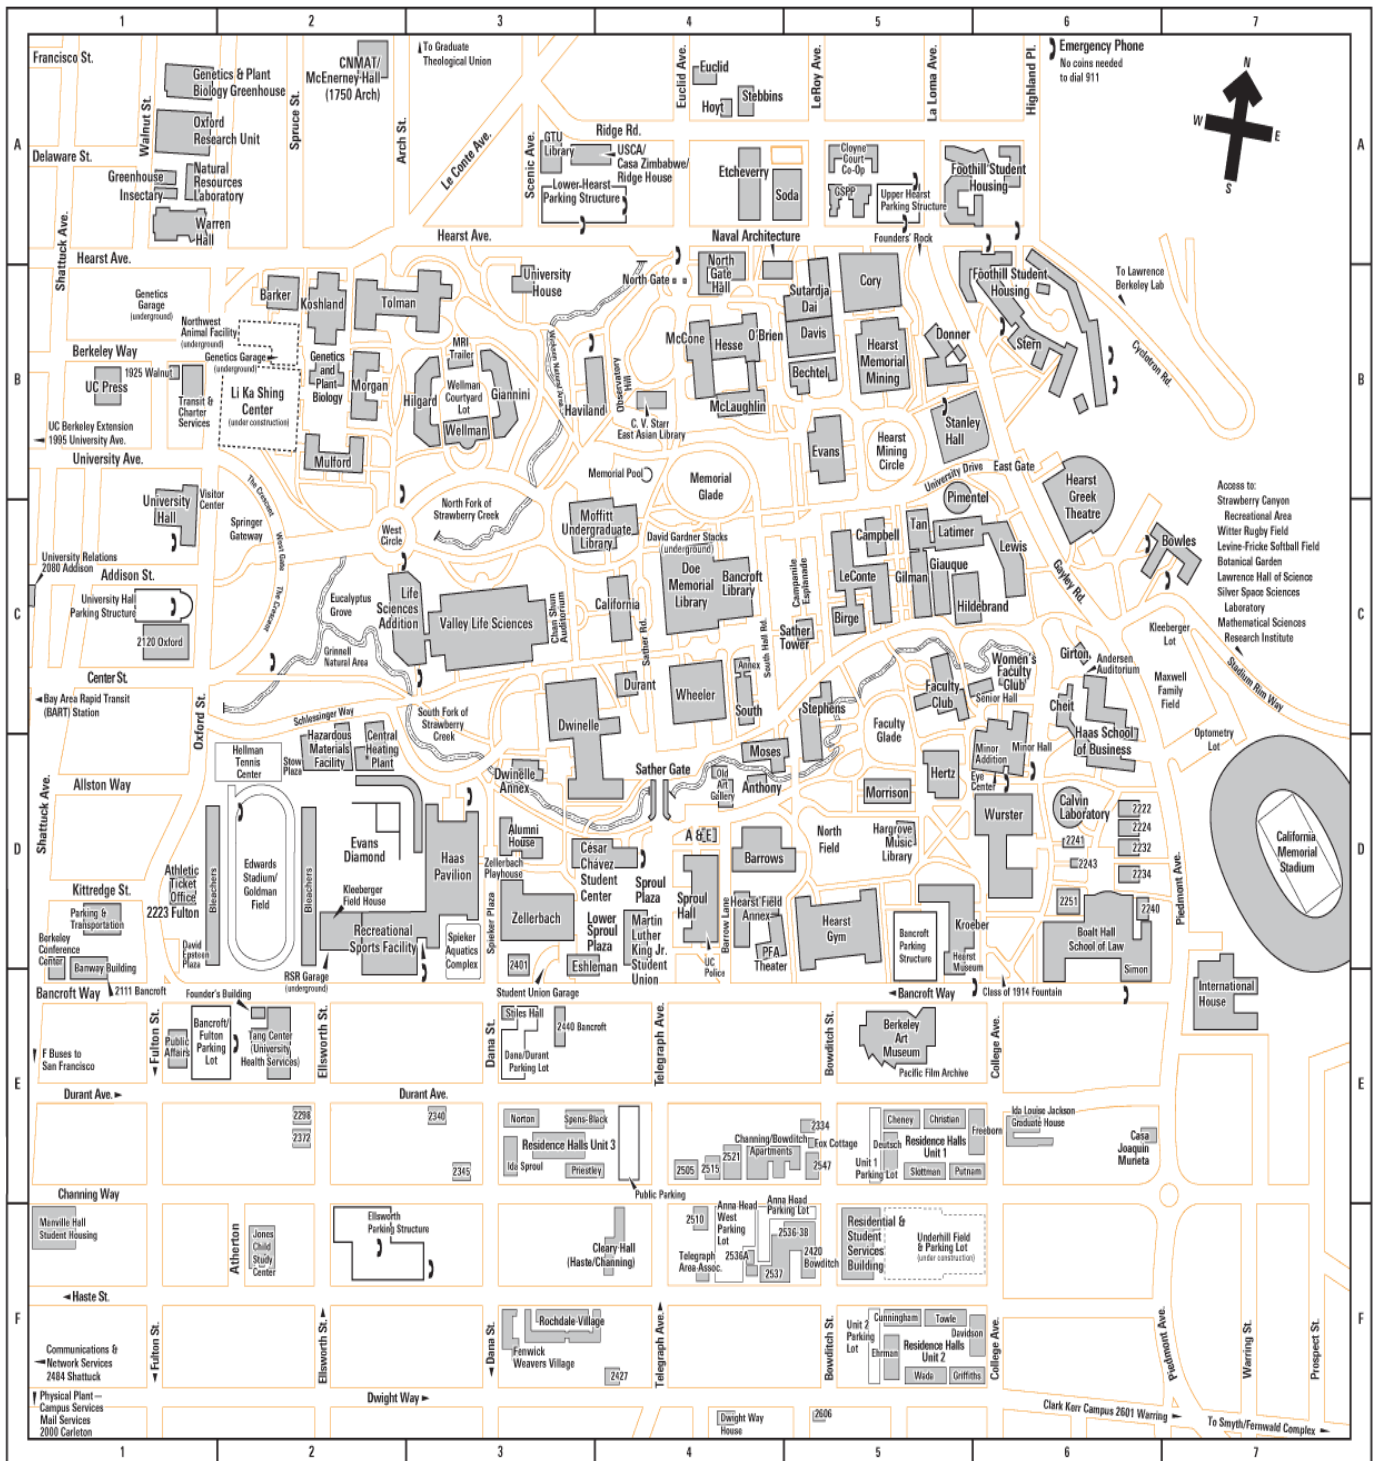 1 2 3 4 5 6 7
Francisco St.
Genetics & Plant
Biology Greenhouse
CNMAT/
McEnerney Hall
(1750 Arch)
To Graduate
Theological Union
Euclid Ave.
Euclid
Hoyt
Stebbins
LeRoy Ave.
La Loma Ave.
Highland Pl.
Emergency Phone
No coins needed
to dial 911
N
W
E
S
Walnut St.
Spruce St.
Arch St.
Oxford
Research Unit
A
A
Delaware St.
Le Conte Ave.
Scenic Ave.
Ridge Rd.
GTU
Library
USCA/
Casa Zimbabwe/
Ridge House
Lower-Hearst
Parking Structure
Etcheverry
Soda
Cloyne
Court
Co-Op
GSPP
Upper Hearst
Parking Structure
Foothill Student
Housing
Greenhouse
Insectary
Natural
Resources
Laboratory
Warren
Hall
Shattuck Ave.
Hearst Ave.
Hearst Ave.
Naval Architecture
Founders' Rock
Genetics
Garage
(underground)
Barker
Koshland
Tolman
University
House
North Gate
North
Gate
Hall
Sutardja
Dai
Cory
Foothill Student
Housing
To Lawrence
Berkeley Lab
Northwest
Animal Facility
(underground)
Genetics Garage
(underground)
Berkeley Way
B
B
UC Press
1925 Walnut
Transit &
Charter
Services
Li Ka Shing
Center
(under construction)
Genetics
and
Plant
Biology
Morgan
MRI
Trailer
Hilgard
Wellman
Courtyard
Lot
Giannini
Wellman
Wickson Natural Area
Haviland
Observatory
Hill
C. V. Starr
East Asian Library
McCone
Hesse
O'Brien
McLaughlin
Davis
Bechtel
Hearst
Memorial
Mining
Donner
Stern
Cyclotron Rd.
Stanley
Hall
UC Berkeley Extension
1995 University Ave.
University Ave.
Mulford
Evans
Hearst
Mining
Circle
Memorial Pool
Memorial
Glade
University Drive
East Gate
Hearst
Greek
Theatre
Pimentel
University
Hall
Visitor
Center
The Crescent
Springer
Gateway
West Gate
The Crescent
West
Circle
North Fork of
Strawberry Creek
Moffitt
Undergraduate
Library
David Gardner Stacks
(underground)
Campbell
Tan
Latimer
Lewis
Bowles
Access to:
Strawberry Canyon
Recreational Area
Witter Rugby Field
Levine-Fricke Softball Field
Botanical Garden
Lawrence Hall of Science
Silver Space Sciences
Laboratory
Mathematical Sciences
Research Institute
University Relations
2080 Addison
Addison St.
University Hall
Parking Structure
2120 Oxford
C
C
Eucalyptus
Grove
Grinnell
Natural Area
Life
Sciences
Addition
Valley Life Sciences
Chan Shun
Auditorium
California
Doe
Memorial
Library
Bancroft
Library
Campanile
Esplanade
Sather
Tower
LeConte
Birge
Gilman
Giauque
Hildebrand
Gayley Rd.
Kleeberger
Lot
Center St.
Bay Area Rapid Transit
(BART) Station
Oxford St.
Schlessinger Way
South Fork of
Strawberry
Creek
Dwinelle
Durant
Sather Rd.
Wheeler
Annex
South
South Hall Rd.
Stephens
Faculty
Glade
Faculty
Club
Women's
Faculty
Club
Senior Hall
Girton
Andersen
Auditorium
Cheit
Haas School
of Business
Maxwell
Family
Field
Stadium Rim Way
Optometry
Lot
Hellman
Tennis
Center
Stow
Plaza
Hazardous
Materials
Facility
Central
Heating
Plant
Dwinelle
Annex
Sather Gate
Moses
Old
Art
Gallery
Anthony
Morrison
Hertz
Minor
Addition
Minor Hall
Eye
Center
Allston Way
Shattuck Ave.
D
D
Bleachers
Edwards
Stadium/
Goldman
Field
Bleachers
Evans
Diamond
Haas
Pavilion
Alumni
House
Zellerbach
Playhouse
César
Chávez
Student
Center
A & E
Barrows
North
Field
Hargrove
Music
Library
Wurster
Calvin
Laboratory
2241
2243
2222
2224
2232
2234
California
Memorial
Stadium
Kittredge St.
Athletic
Ticket
Office
2223 Fulton
Parking &
Transportation
Berkeley
Conference
Center
Banway Building
David
Epstein
Plaza
Kleeberger
Field House
Recreational
Sports Facility
RSR Garage
(underground)
Spieker
Aquatics
Complex
Spieker Plaza
Zellerbach
2401
Lower
Sproul
Plaza
Eshleman
Sproul
Plaza
Martin
Luther
King Jr.
Student
Union
Sproul
Hall
UC
Police
Barrow Lane
Hearst Field
Annex
PFA
Theater
Hearst
Gym
Bancroft
Parking
Structure
Kroeber
Hearst
Museum
2251
2240
Boalt Hall
School of Law
Simon
Piedmont Ave.
Bancroft Way
2111 Bancroft
Founder's Building
Student Union Garage
Bancroft Way
Class of 1914 Fountain
International
House
F Buses to
San Francisco
Fulton St.
Public
Affairs
Bancroft/
Fulton
Parking
Lot
Tang Center
(University
Health Services)
Ellsworth St.
Dana St.
Stiles Hall
2440 Bancroft
Dana/Durant
Parking Lot
Telegraph Ave.
Bowditch St.
Berkeley
Art
Museum
Pacific Film Archive
College Ave.
E
E
Durant Ave.
Durant Ave.
2298
2372
2340
2345
Norton
Spens-Black
Residence Halls Unit 3
Ida Sproul
Priestley
Public Parking
2505
2515
2521
Channing/Bowditch
Apartments
2334
Fox Cottage
2547
Cheney
Christian
Freeborn
Deutsch
Residence Halls
Unit 1
Unit 1
Parking Lot
Slottman
Putnam
Ida Louise Jackson
Graduate House
Casa
Joaquin
Murieta
Channing Way
Manville Hall
Student Housing
Atherton
Jones
Child
Study
Center
Ellsworth
Parking Structure
Cleary Hall
(Haste/Channing)
2510
Telegraph
Area Assoc.
Anna Head
West
Parking
Lot
Anna Head
Parking Lot
2536-38
2536A
2537
2420
Bowditch
Residential &
Student
Services
Building
Underhill Field
& Parking Lot
(under construction)
Haste St.
F
F
Communications &
Network Services
2484 Shattuck
Fulton St.
Ellsworth St.
Dana St.
Rochdale Village
Fenwick
Weavers Village
2427
Telegraph Ave.
Bowditch St.
Unit 2
Parking
Lot
Cunningham
Towle
Davidson
Ehrman
Residence Halls
Unit 2
Wada
Griffiths
College Ave.
Piedmont Ave.
Warring St.
Prospect St.
Physical Plant—
Campus Services
Mail Services
2000 Carleton
Dwight Way
Dwight Way
House
2606
Clark Kerr Campus 2601 Warring
To Smyth/Fernwald Complex
1 2 3 4 5 6 7